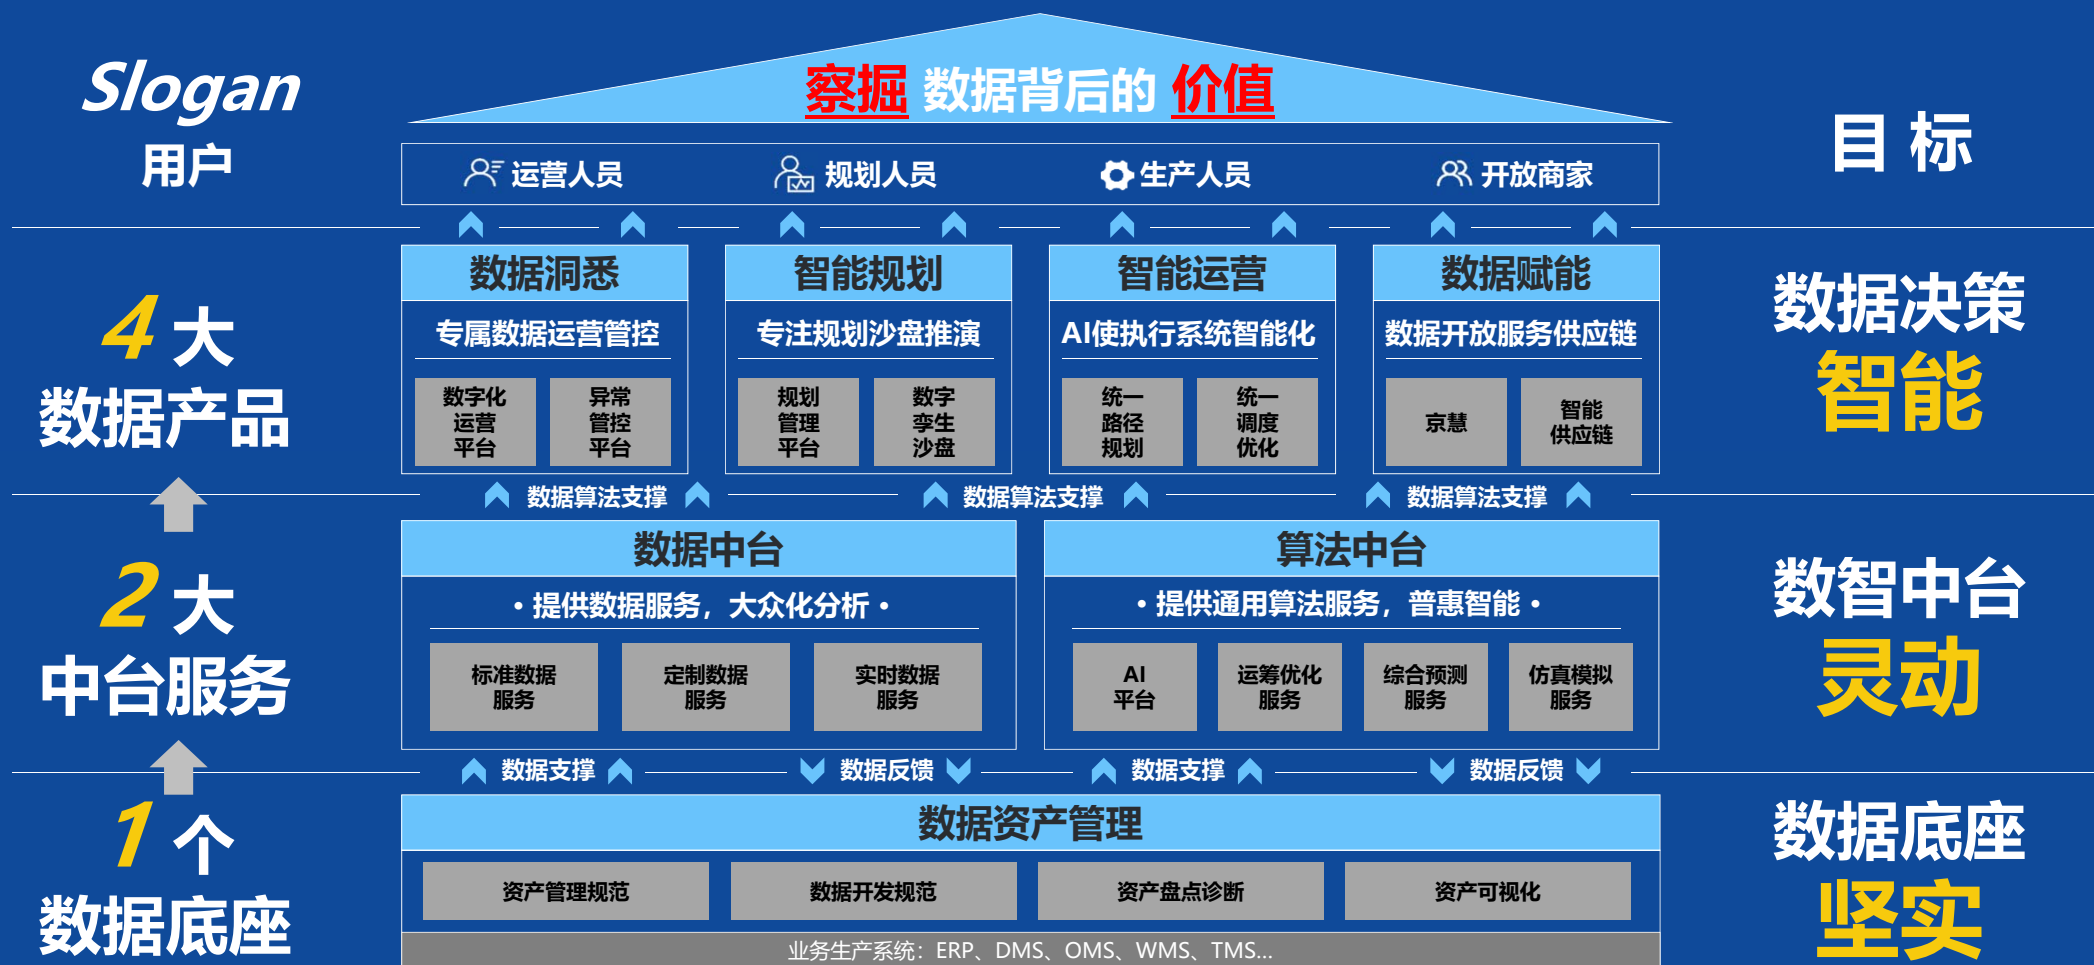 Slogan
用户
察掘 数据背后的 价值
目 标
运营人员
规划人员
生产人员
开放商家
4 大
数据产品
数据洞悉
专属数据运营管控
数字化
运营
平台
异常
管控
平台
智能规划
专注规划沙盘推演
规划
管理
平台
数字
孪生
沙盘
智能运营
AI使执行系统智能化
统一
路径
规划
统一
调度
优化
数据赋能
数据开放服务供应链
京慧
智能
供应链
数据决策
智能
数据算法支撑
数据算法支撑
数据算法支撑
2 大
中台服务
数据中台
·提供数据服务，大众化分析·
标准数据
服务
定制数据
服务
实时数据
服务
算法中台
·提供通用算法服务，普惠智能·
AI
平台
运筹优化
服务
综合预测
服务
仿真模拟
服务
数智中台
灵动
数据支撑
数据反馈
数据支撑
数据反馈
1 个
数据底座
数据资产管理
资产管理规范
数据开发规范
资产盘点诊断
资产可视化
业务生产系统：ERP、DMS、OMS、WMS、TMS...
数据底座
坚实